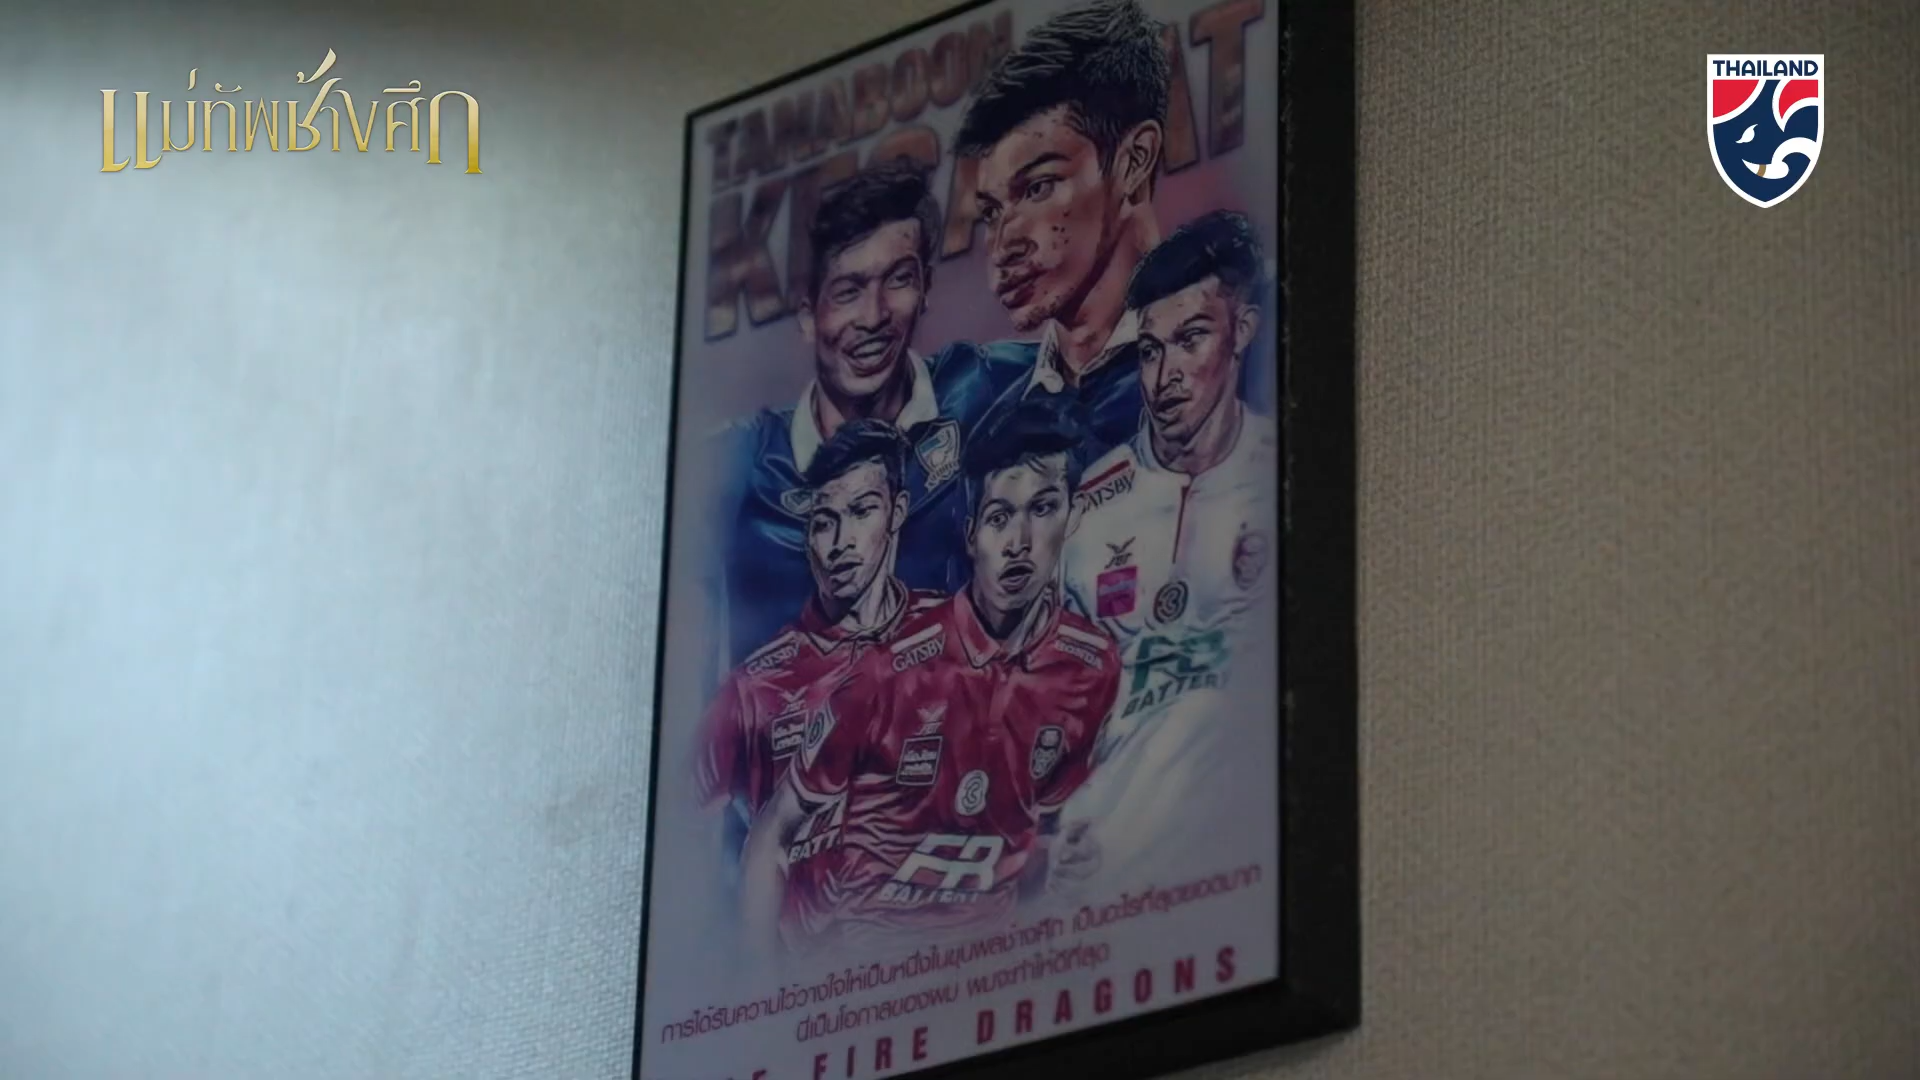 แม่ทัพช้างศึก
THAILAND
TANABOON
GATSBY
FBT
FB
BATTERY
GATSBY
GATSBY
HONDA
FBT
3
FB
BATTERY
การได้รับความไว้วางใจให้เป็นหนึ่งในขุนพลช้างศึก เป็นอะไรที่สุดยอดมาก
นี่เป็นโอกาสของผม ผมจะทำให้ดีที่สุด
FIRE DRAGONS